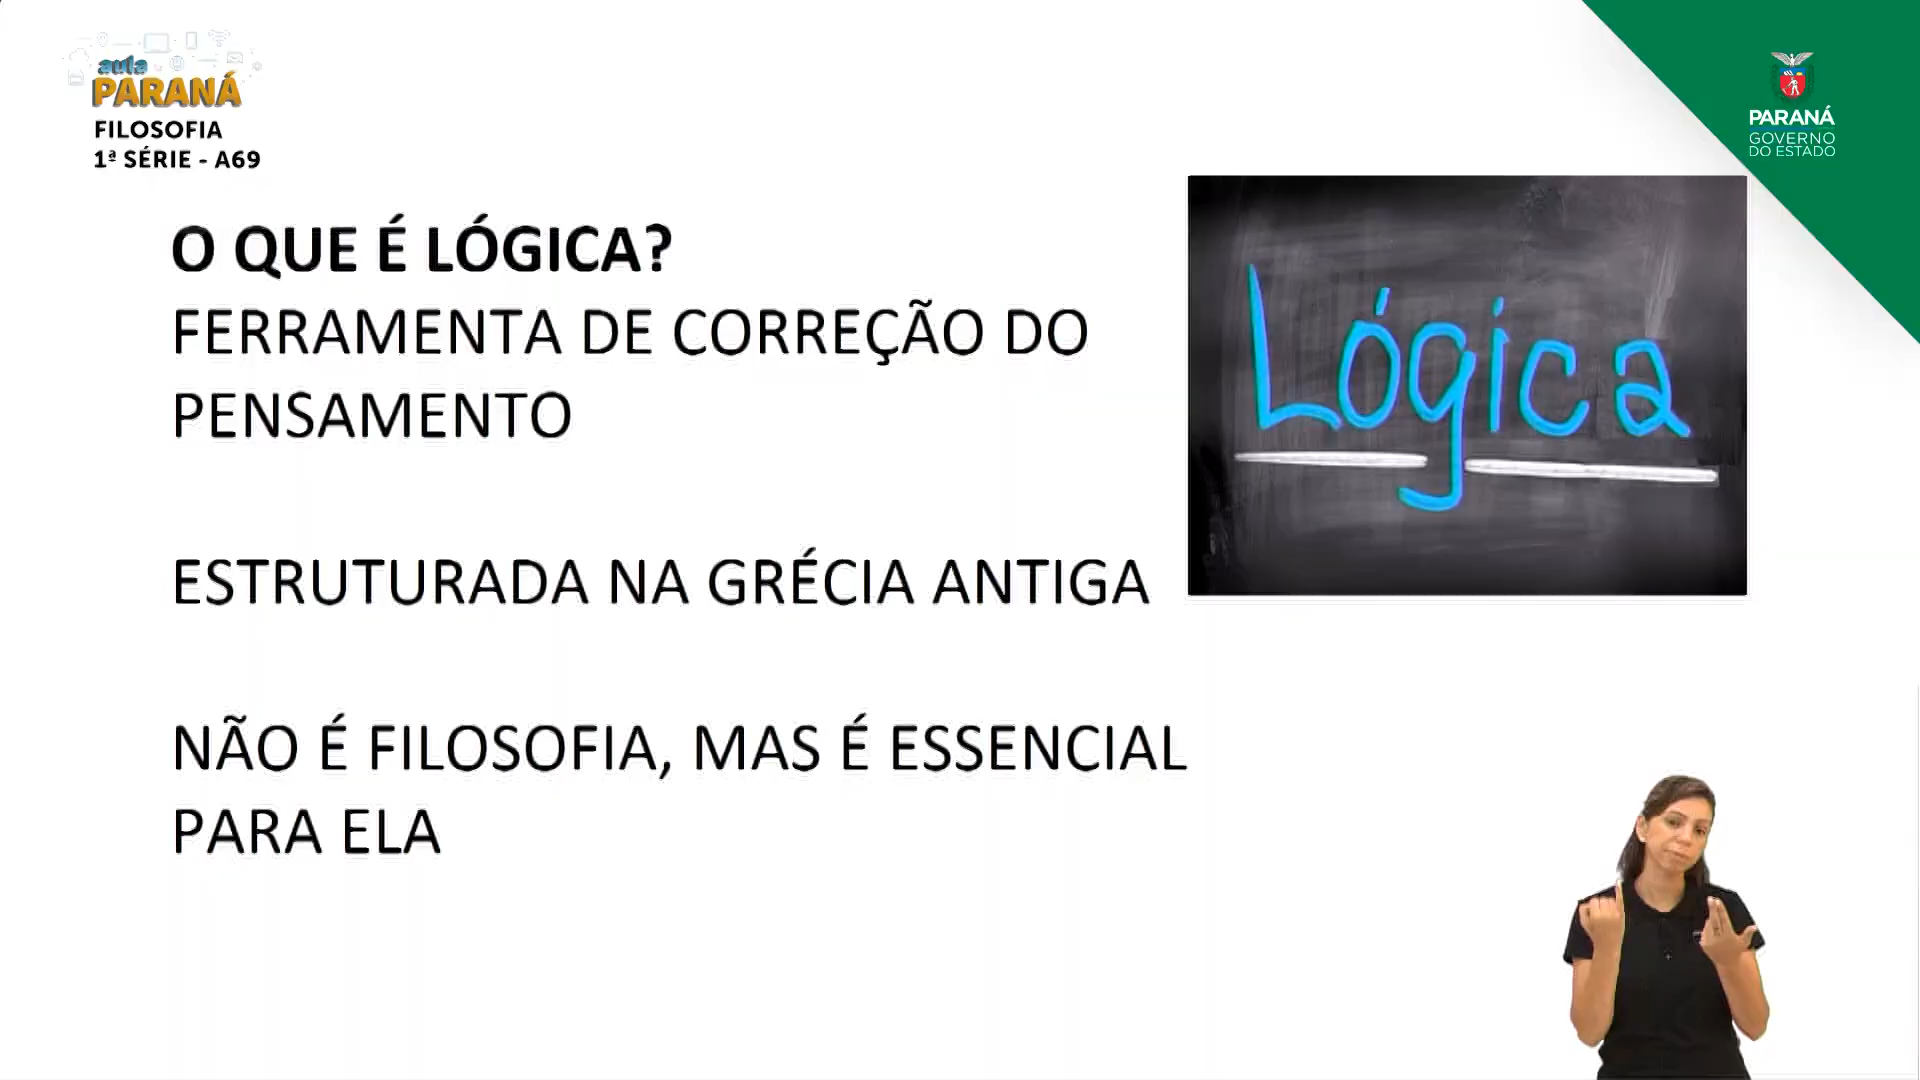 aula
PARANÁ
FILOSOFIA
1ª SÉRIE - A69
PARANÁ
GOVERNO
DO ESTADO
O QUE É LÓGICA?
FERRAMENTA DE CORREÇÃO DO
PENSAMENTO
ESTRUTURADA NA GRÉCIA ANTIGA
NÃO É FILOSOFIA, MAS É ESSENCIAL
PARA ELA
Lógica